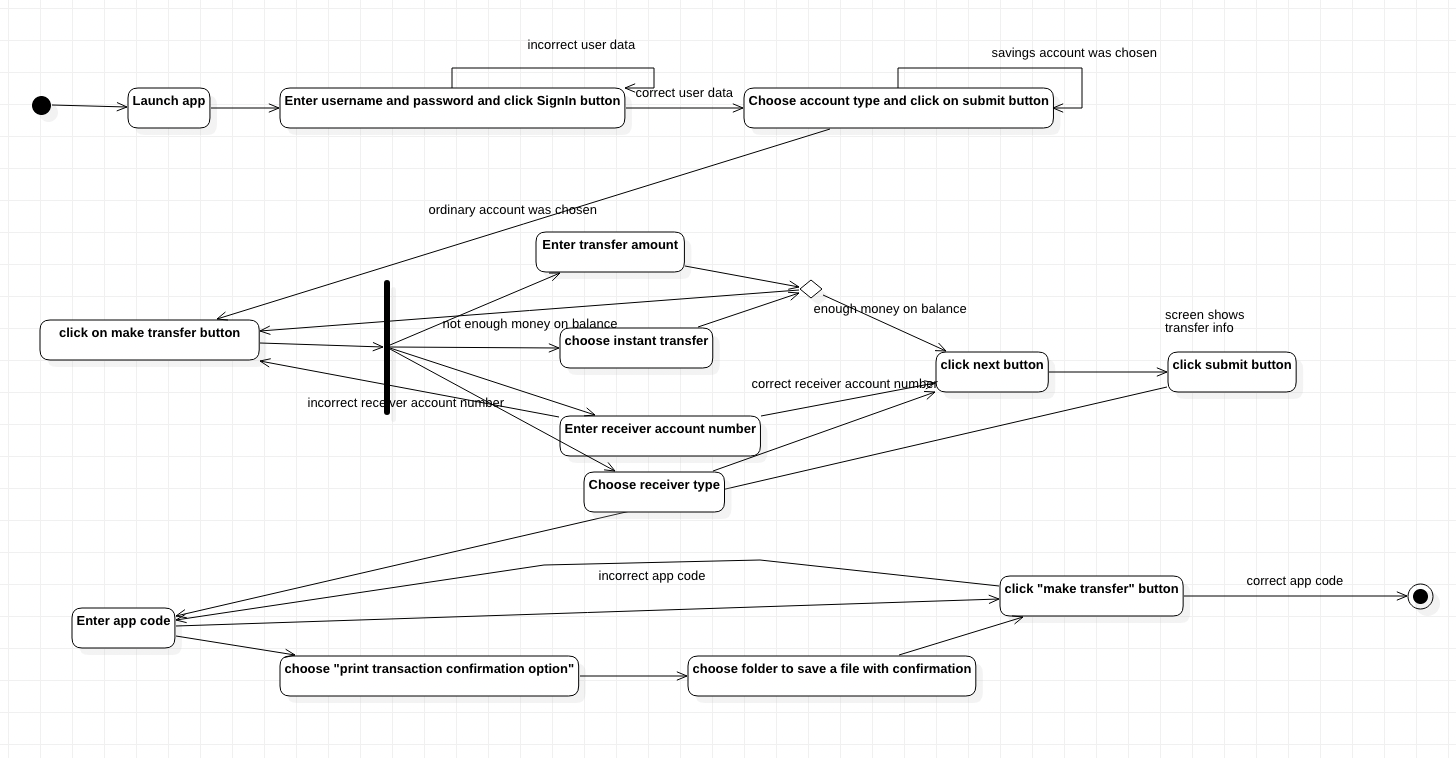 incorrect user data
savings account was chosen
Launch app
Enter username and password and click SignIn button
correct user data
Choose account type and click on submit button
ordinary account was chosen
Enter transfer amount
enough money on balance
click on make transfer button
not enough money on balance
choose instant transfer
screen shows
transfer info
click next button
click submit button
correct receiver account number
incorrect receiver account number
Enter receiver account number
Choose receiver type
incorrect app code
click "make transfer" button
correct app code
Enter app code
choose "print transaction confirmation option"
choose folder to save a file with confirmation